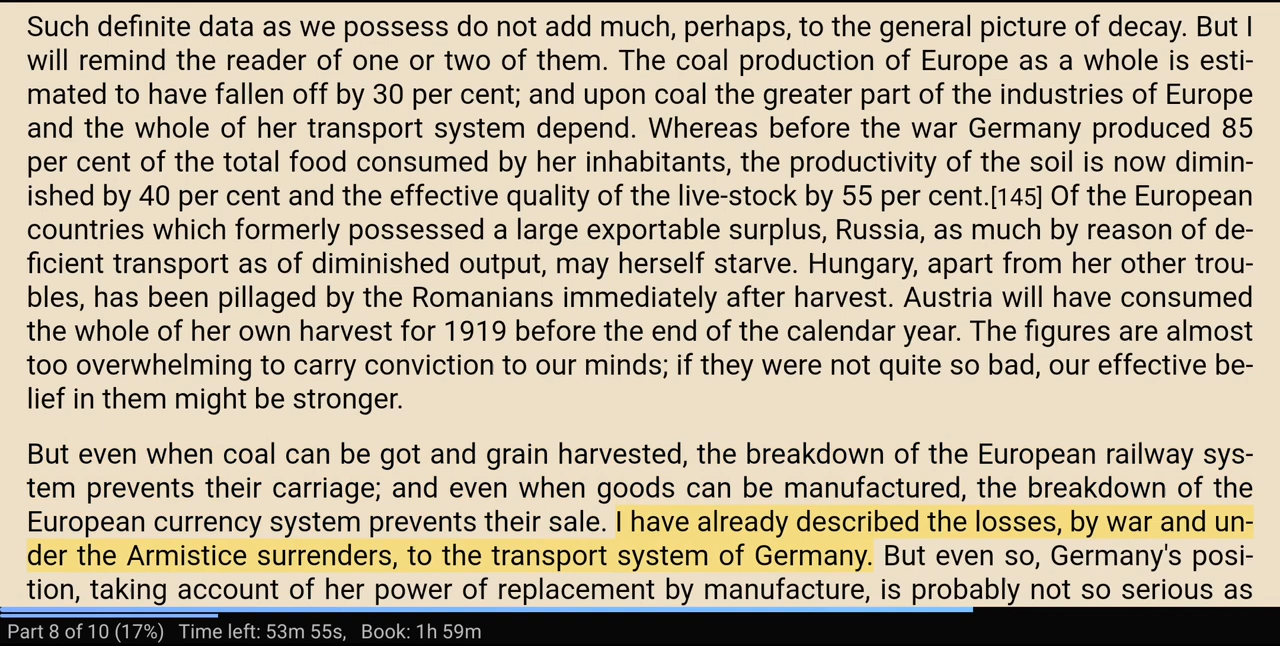 Such definite data as we possess do not add much, perhaps, to the general picture of decay. But I
will remind the reader of one or two of them. The coal production of Europe as a whole is esti-
mated to have fallen off by 30 per cent; and upon coal the greater part of the industries of Europe
and the whole of her transport system depend. Whereas before the war Germany produced 85
per cent of the total food consumed by her inhabitants, the productivity of the soil is now dimin-
ished by 40 per cent and the effective quality of the live-stock by 55 per cent.[145] Of the European
countries which formerly possessed a large exportable surplus, Russia, as much by reason of de-
ficient transport as of diminished output, may herself starve. Hungary, apart from her other trou-
bles, has been pillaged by the Romanians immediately after harvest. Austria will have consumed
the whole of her own harvest for 1919 before the end of the calendar year. The figures are almost
too overwhelming to carry conviction to our minds; if they were not quite so bad, our effective be-
lief in them might be stronger.
But even when coal can be got and grain harvested, the breakdown of the European railway sys-
tem prevents their carriage; and even when goods can be manufactured, the breakdown of the
European currency system prevents their sale. I have already described the losses, by war and un-
der the Armistice surrenders, to the transport system of Germany. But even so, Germany's posi-
tion, taking account of her power of replacement by manufacture, is probably not so serious as
Part 8 of 10 (17%) Time left: 53m 55s, Book: 1h 59m